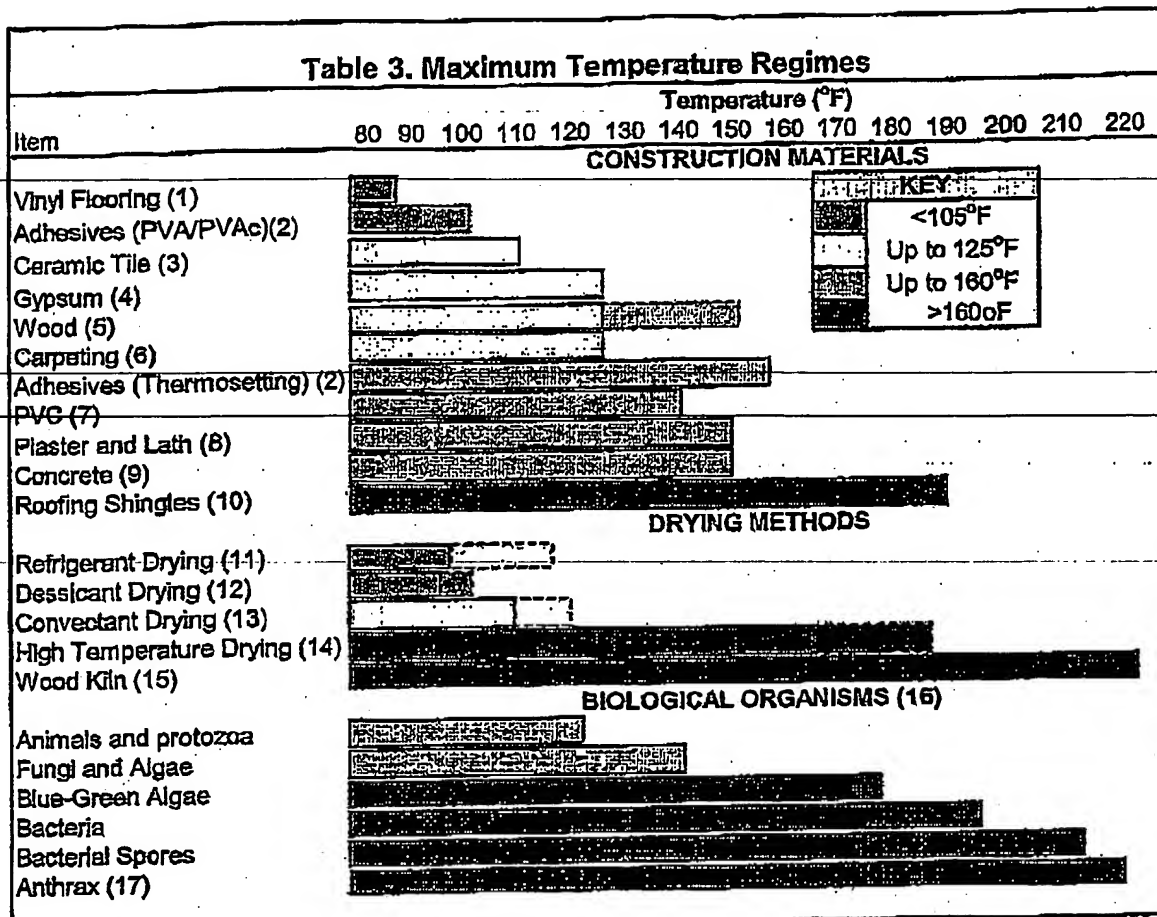 Table 3. Maximum Temperature Regimes
Temperature (°F)
Item 80 90 100 110 120 130 140 150 160 170 180 190 200 210 220
CONSTRUCTION MATERIALS
KEY
<105°F
Up to 125°F
Up to 160°F
>160oF
Vinyl Flooring (1)
Adhesives (PVA/PVAc)(2)
Ceramic Tile (3)
Gypsum (4)
Wood (5)
Carpeting (6)
Adhesives (Thermosetting) (2)
PVC (7)
Plaster and Lath (8)
Concrete (9)
Roofing Shingles (10)
DRYING METHODS
Refrigerant Drying (11)
Dessicant Drying (12)
Convectant Drying (13)
High Temperature Drying (14)
Wood Kiln (15)
BIOLOGICAL ORGANISMS (16)
Animals and protozoa
Fungi and Algae
Blue-Green Algae
Bacteria
Bacterial Spores
Anthrax (17)